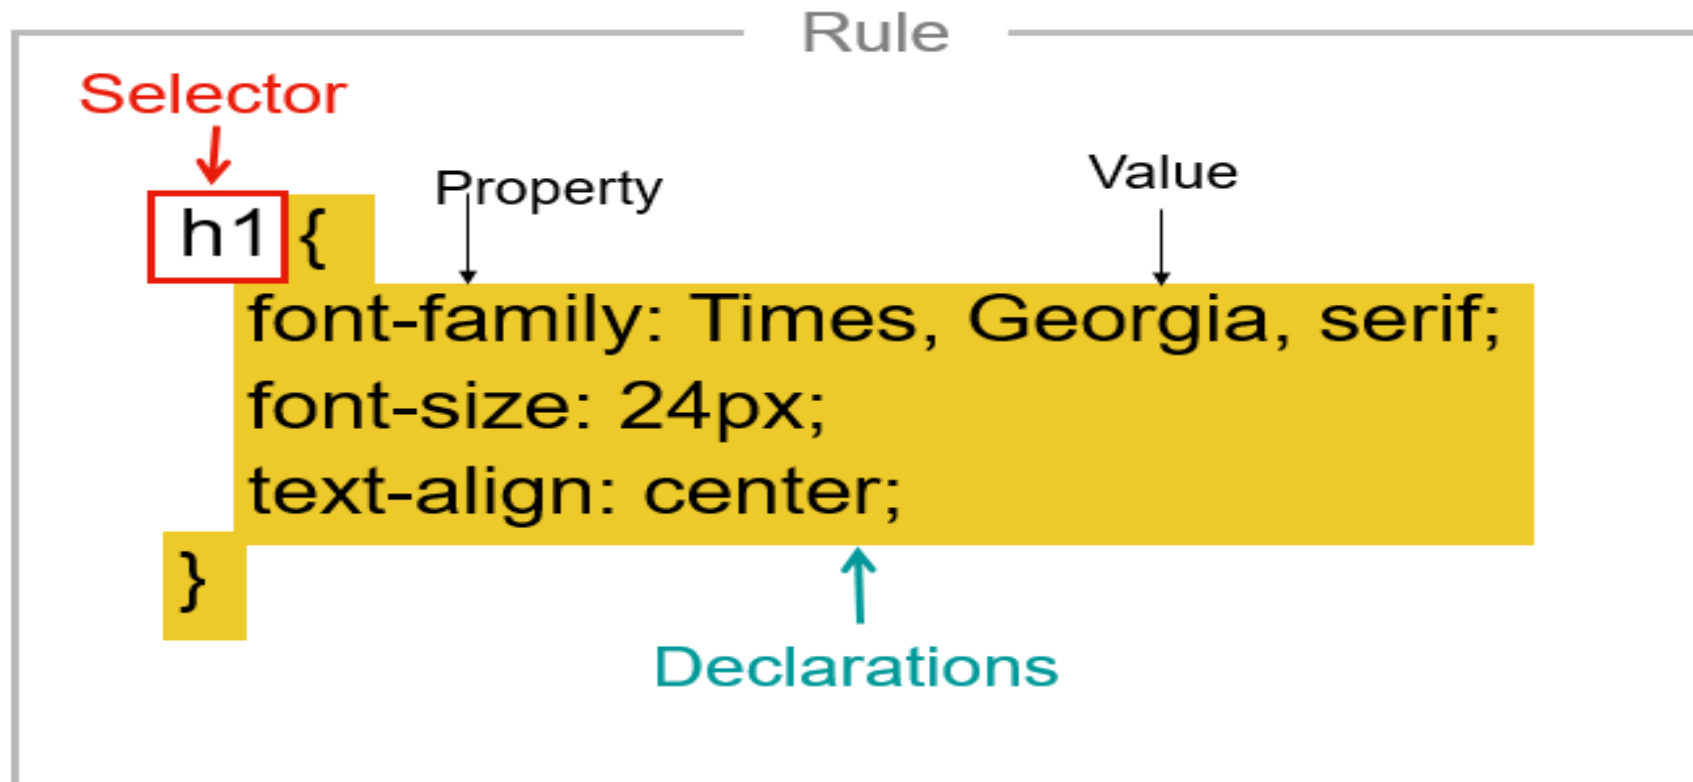 Rule
Selector
Property
Value
h1 {
font-family: Times, Georgia, serif;
font-size: 24px;
text-align: center;
}
Declarations